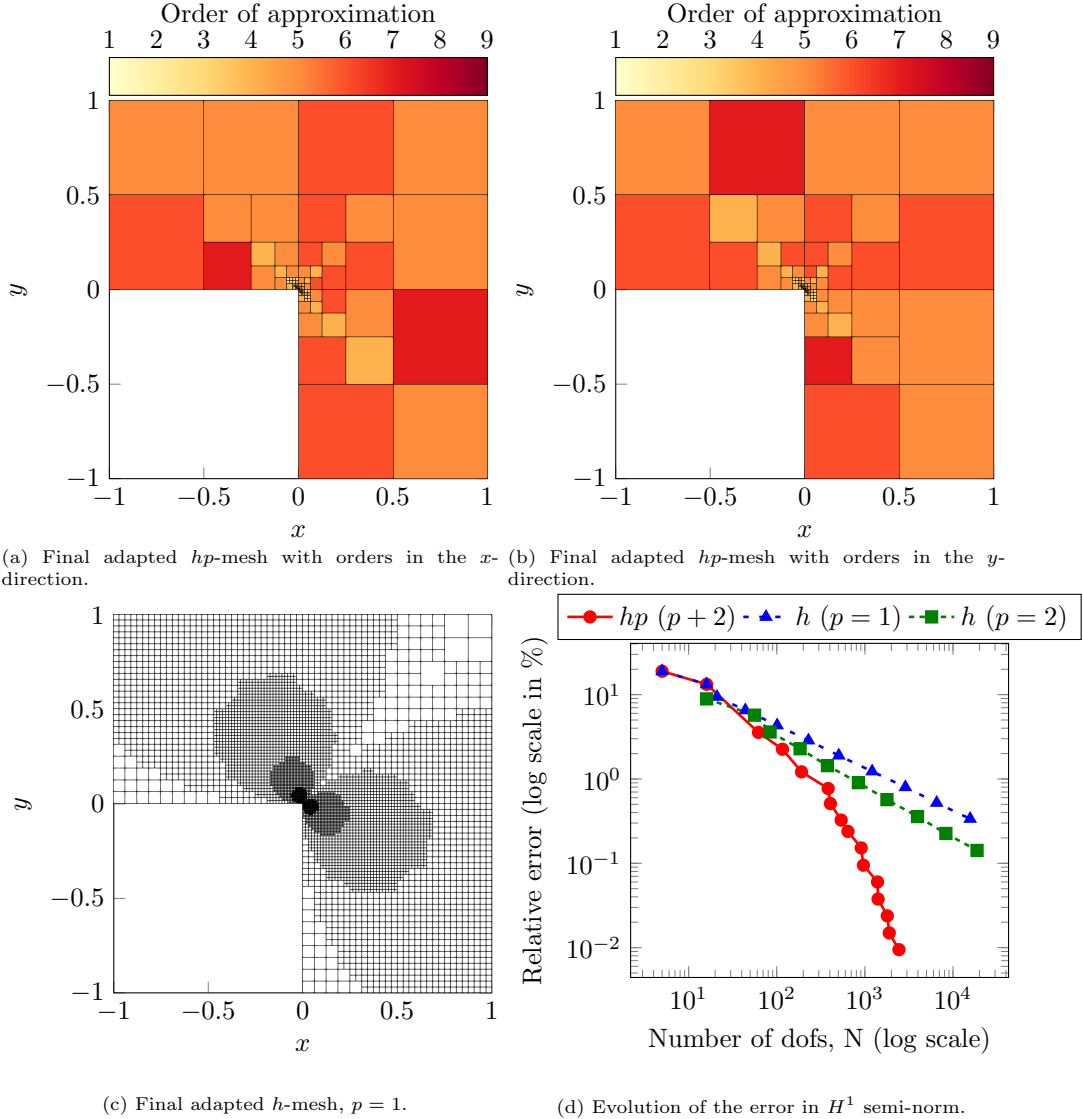 Order of approximation
1 2 3 4 5 6 7 8 9
1
0.5
0
−0.5
−1
y
−1 −0.5 0 0.5 1
x
(a) Final adapted hp-mesh with orders in the x-
direction.
Order of approximation
1 2 3 4 5 6 7 8 9
1
0.5
0
−0.5
−1
y
−1 −0.5 0 0.5 1
x
(b) Final adapted hp-mesh with orders in the y-
direction.
1
0.5
0
−0.5
−1
y
−1 −0.5 0 0.5 1
x
(c) Final adapted h-mesh, p = 1.
hp (p + 2) h (p = 1) h (p = 2)
Relative error (log scale in %)
10^1
10^0
10^−1
10^−2
10^1 10^2 10^3 10^4
Number of dofs, N (log scale)
(d) Evolution of the error in H^1 semi-norm.